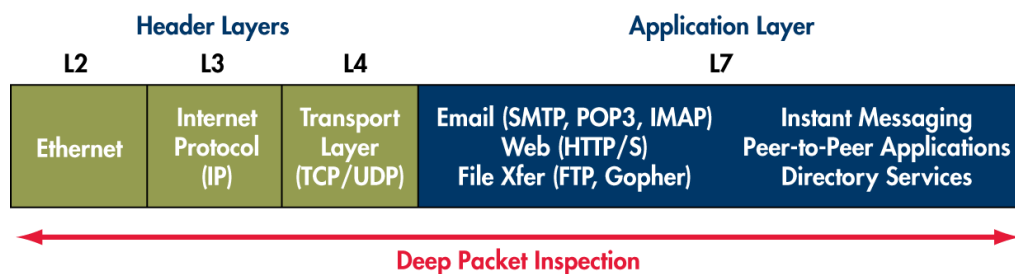 Header Layers
Application Layer
L2
L3
L4
L7
Ethernet
Internet
Protocol
(IP)
Transport
Layer
(TCP/UDP)
Email (SMTP, POP3, IMAP)
Web (HTTP/S)
File Xfer (FTP, Gopher)
Instant Messaging
Peer-to-Peer Applications
Directory Services
Deep Packet Inspection